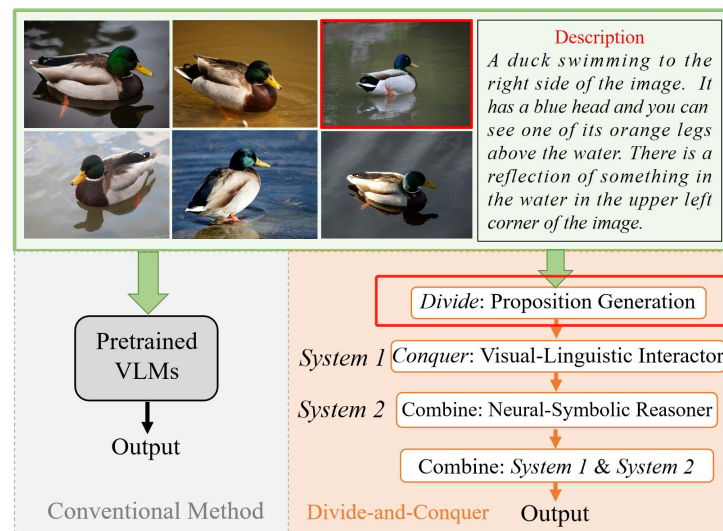 Description
A duck swimming to the
right side of the image. It
has a blue head and you can
see one of its orange legs
above the water. There is a
reflection of something in
the water in the upper left
corner of the image.
Pretrained
VLMs
Output
Conventional Method
Divide: Proposition Generation
System 1 Conquer: Visual-Linguistic Interactor
System 2 Combine: Neural-Symbolic Reasoner
Combine: System 1 & System 2
Divide-and-Conquer Output